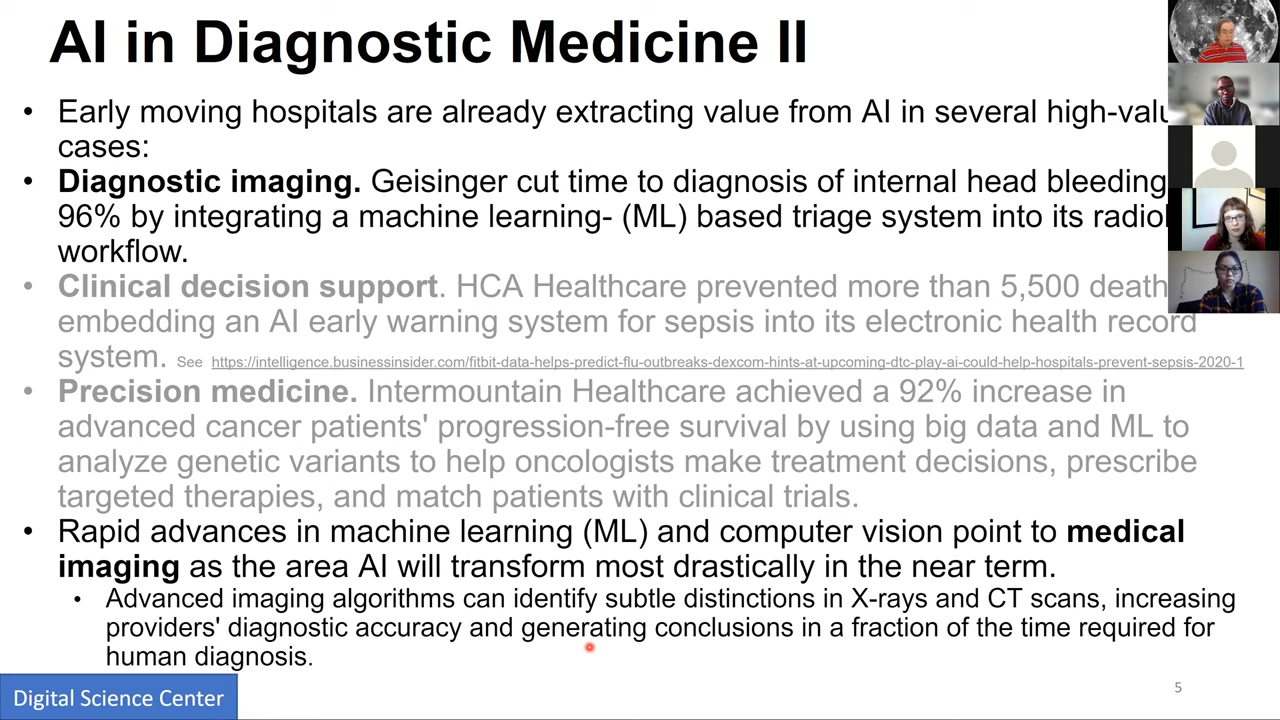 AI in Diagnostic Medicine II
• Early moving hospitals are already extracting value from AI in several
cases:
• Diagnostic imaging. Geisinger cut time to diagnosis of internal head bleeding
96% by integrating a machine learning- (ML) based triage system into its
workflow.
• Clinical decision support. HCA Healthcare prevented more than 5,500
embedding an AI early warning system for sepsis into its electronic health record
system. See https://intelligence.businessinsider.com/fitbit-data-helps-predict-flu-outbreaks-dexcom-hints-at-upcoming-dtc-play-ai-could-help-hospitals-prevent-sepsis-2020-1
• Precision medicine. Intermountain Healthcare achieved a 92% increase in
advanced cancer patients' progression-free survival by using big data and ML to
analyze genetic variants to help oncologists make treatment decisions, prescribe
targeted therapies, and match patients with clinical trials.
• Rapid advances in machine learning (ML) and computer vision point to medical
imaging as the area AI will transform most drastically in the near term.
• Advanced imaging algorithms can identify subtle distinctions in X-rays and CT scans, increasing
providers' diagnostic accuracy and generating conclusions in a fraction of the time required for
human diagnosis.
Digital Science Center
5